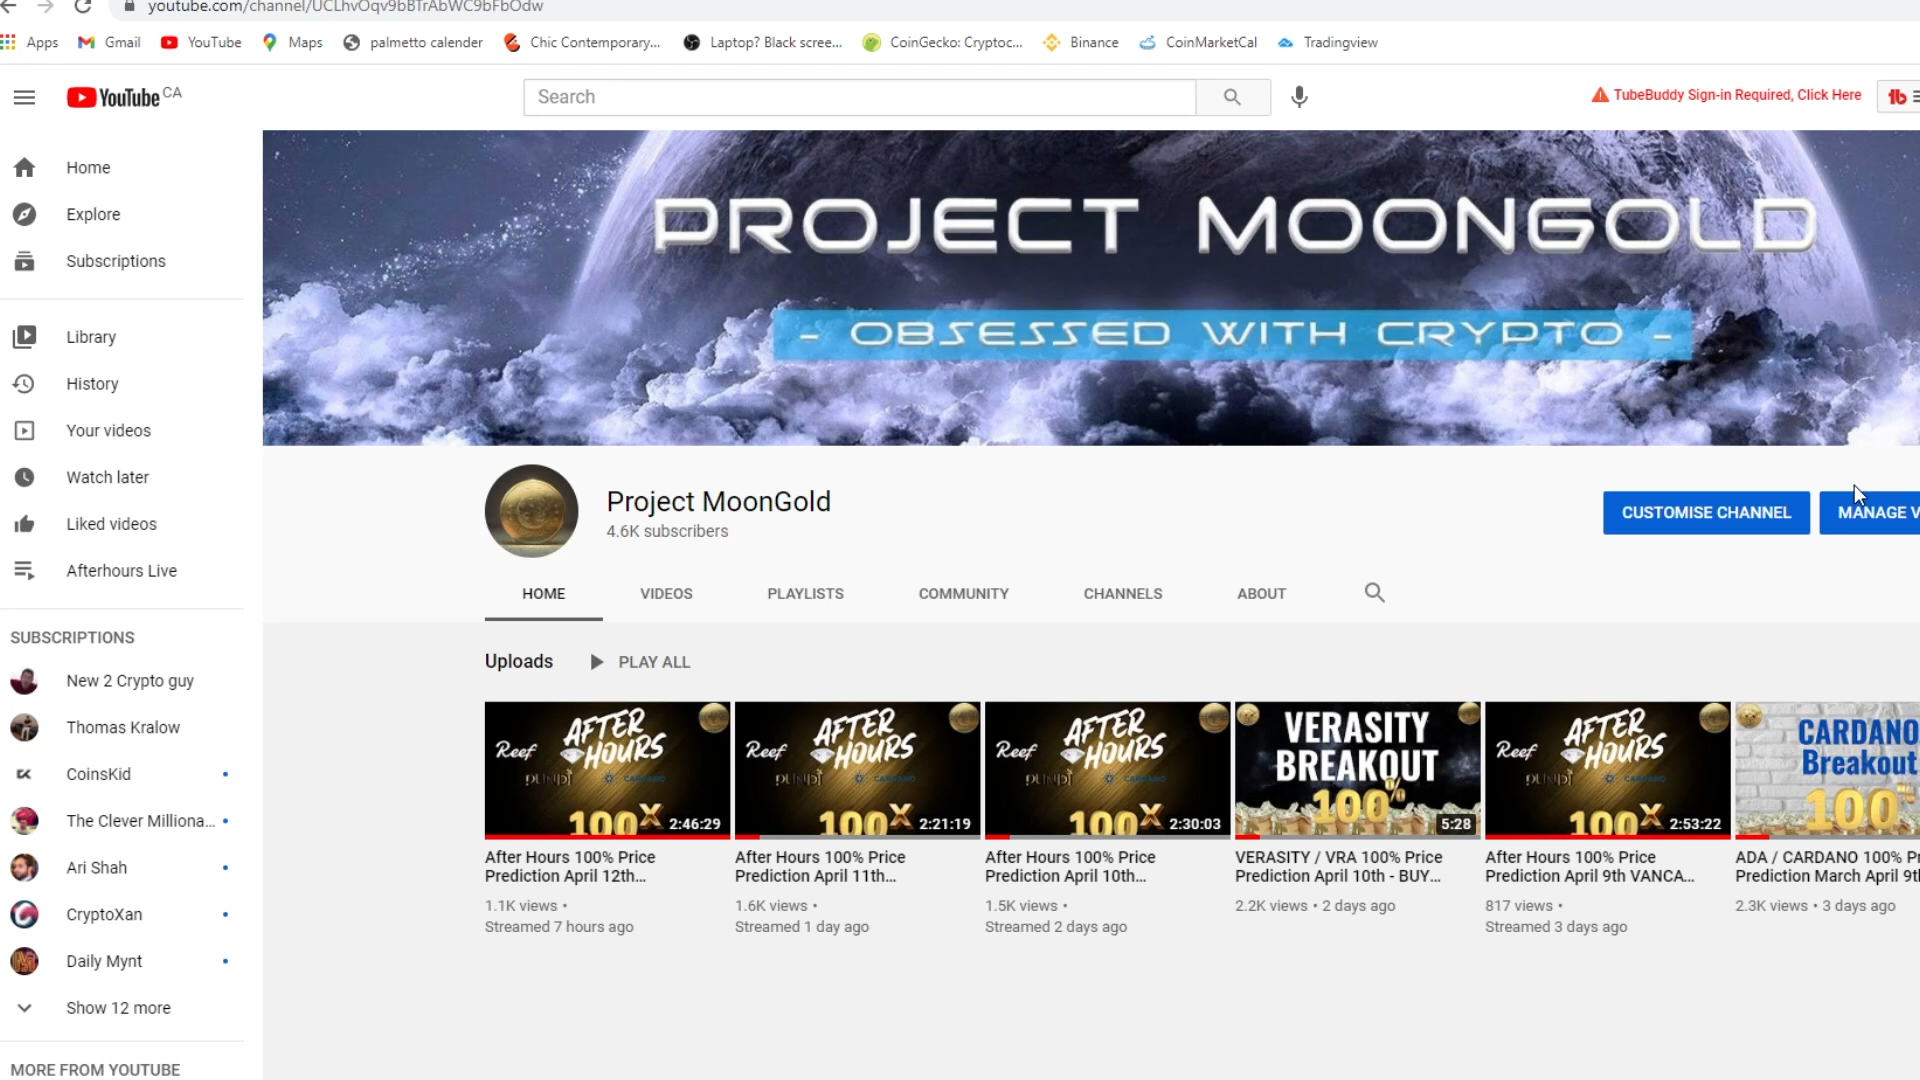 youtube.com/channel/UCLhvOqv9bBTrAbWC9bFbOdw
Apps Gmail YouTube Maps palmetto calender Chic Contemporary... Laptop? Black scree... CoinGecko: Cryptoc... Binance CoinMarketCal Tradingview
YouTube CA
Search
TubeBuddy Sign-in Required, Click Here
tb
Home
Explore
Subscriptions
Library
History
Your videos
Watch later
Liked videos
Afterhours Live
SUBSCRIPTIONS
New 2 Crypto guy
Thomas Kralow
CoinsKid
The Clever Milliona...
Ari Shah
CryptoXan
Daily Mynt
Show 12 more
MORE FROM YOUTUBE
PROJECT MOONGOLD
- OBSESSED WITH CRYPTO -
Project MoonGold
4.6K subscribers
CUSTOMISE CHANNEL
MANAGE V
HOME VIDEOS PLAYLISTS COMMUNITY CHANNELS ABOUT
Uploads PLAY ALL
AFTER
HOURS
Reef
PUNDI CARDANO
100X
2:46:29
After Hours 100% Price
Prediction April 12th...
1.1K views •
Streamed 7 hours ago
AFTER
HOURS
Reef
PUNDI CARDANO
100X
2:21:19
After Hours 100% Price
Prediction April 11th...
1.6K views •
Streamed 1 day ago
AFTER
HOURS
Reef
PUNDI CARDANO
100X
2:30:03
After Hours 100% Price
Prediction April 10th...
1.5K views •
Streamed 2 days ago
VERASITY
BREAKOUT
100%
5:28
VERASITY / VRA 100% Price
Prediction April 10th - BUY...
2.2K views • 2 days ago
AFTER
HOURS
Reef
PUNDI CARDANO
100X
2:53:22
After Hours 100% Price
Prediction April 9th VANCA...
817 views •
Streamed 3 days ago
CARDANO
Breakout
100%
ADA / CARDANO 100% P
Prediction March April 9t
2.3K views • 3 days ago